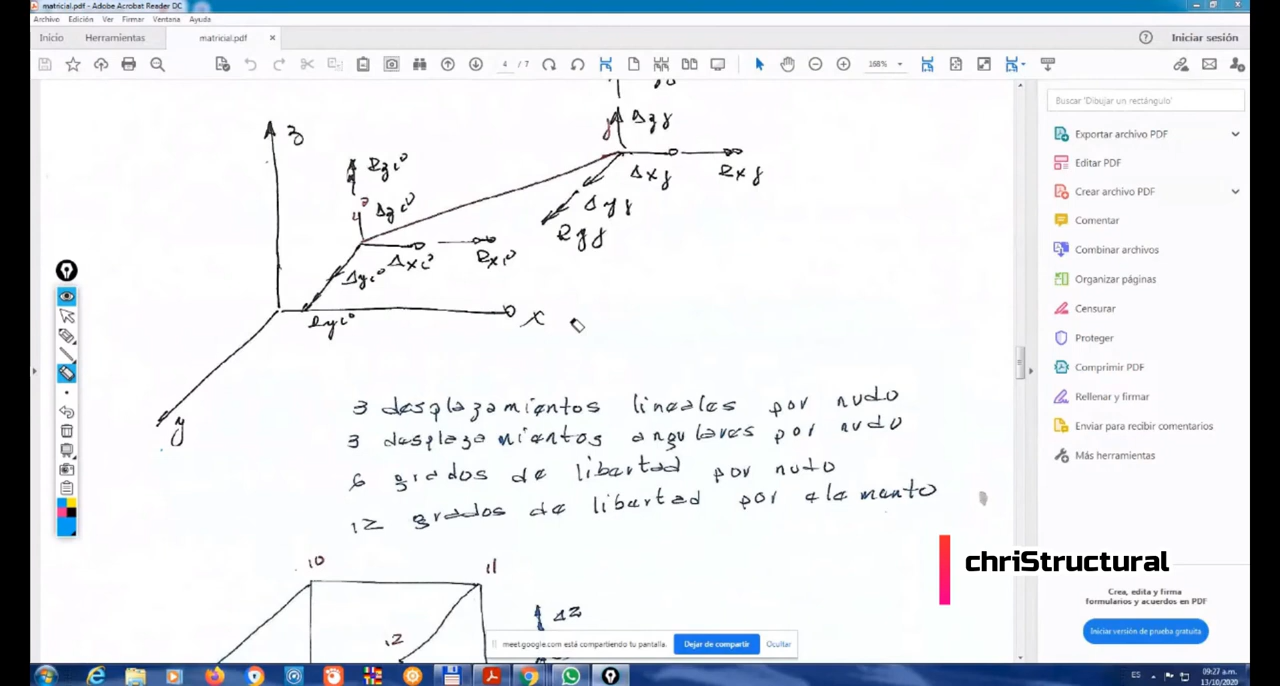 matricial.pdf - Adobe Acrobat Reader DC
Archivo Edición Ver Firmar Ventana Ayuda
Inicio Herramientas matricial.pdf × Iniciar sesión
4 / 7 168%
Buscar 'Dibujar un rectángulo'
Exportar archivo PDF
Editar PDF
Crear archivo PDF
Comentar
Combinar archivos
Organizar páginas
Censurar
Proteger
Comprimir PDF
Rellenar y firmar
Enviar para recibir comentarios
Más herramientas
z
Δzj
j
Rzi
Δxj Rxj
Δzi
Δyj
Ryj
Δxi Rxi
Δyi
Ryi
x
y
3 desplazamientos lineales por nudo
3 desplazamientos angulares por nudo
6 grados de libertad por nudo
12 grados de libertad por elemento
10 11
12
Δz
chriStructural
Crea, edita y firma
formularios y acuerdos en PDF
Iniciar versión de prueba gratuita
meet.google.com está compartiendo tu pantalla. Dejar de compartir Ocultar
ES 09:27 a.m.
13/10/2020